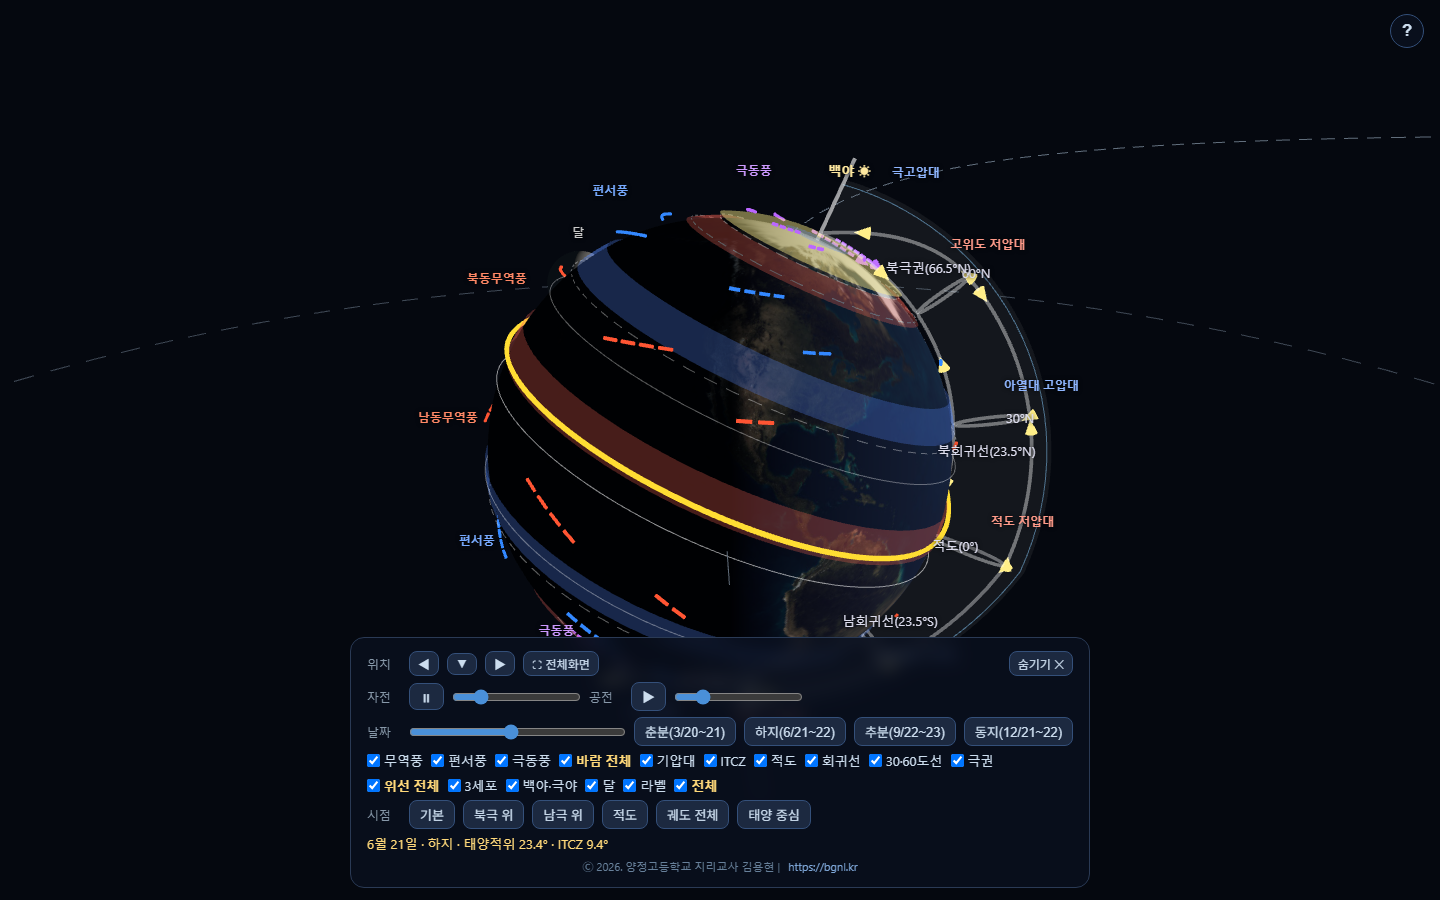 ?
극동풍
백야 ☀
극고압대
편서풍
달
고위도 저압대
북극권(66.5°N)
북동무역풍
아열대 고압대
남동무역풍
30°N
북회귀선(23.5°N)
적도 저압대
편서풍
적도(0°)
남회귀선(23.5°S)
극동풍
위치 ◀ ▼ ▶ ⛶ 전체화면 숨기기 ✕
자전 ⏸ 공전 ▶
날짜 춘분(3/20~21) 하지(6/21~22) 추분(9/22~23) 동지(12/21~22)
무역풍 편서풍 극동풍 바람 전체 기압대 ITCZ 적도 회귀선 30·60도선 극권
위선 전체 3세포 백야·극야 달 라벨 전체
시점 기본 북극 위 남극 위 적도 궤도 전체 태양 중심
6월 21일 · 하지 · 태양적위 23.4° · ITCZ 9.4°
© 2026. 양정고등학교 지리교사 김용현 | https://bgnl.kr